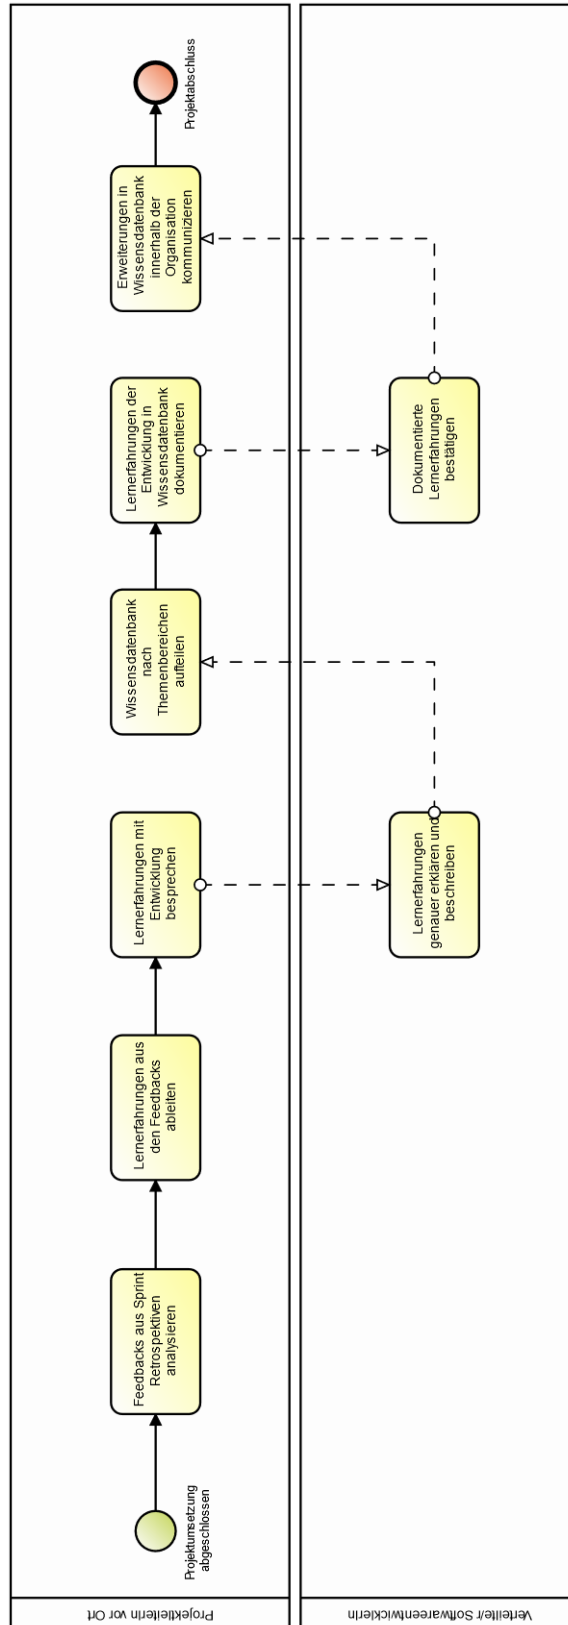 Projektabschluss
Erweiterungen in
Wissensdatenbank
innerhalb der
Organisation
kommunizieren
Lernerfahrungen der
Entwicklung in
Wissensdatenbank
dokumentieren
Dokumentierte
Lernerfahrungen
bestätigen
Wissensdatenbank
nach
Themenbereichen
aufteilen
Lernerfahrungen mit
Entwicklung
besprechen
Lernerfahrungen
genauer erklären und
beschreiben
Lernerfahrungen aus
den Feedbacks
ableiten
Feedbacks aus Sprint
Retrospektiven
analysieren
Projektumsetzung
abgeschlossen
ProjektleiterIn vor Ort
Verteilte/r SoftwareentwicklerIn